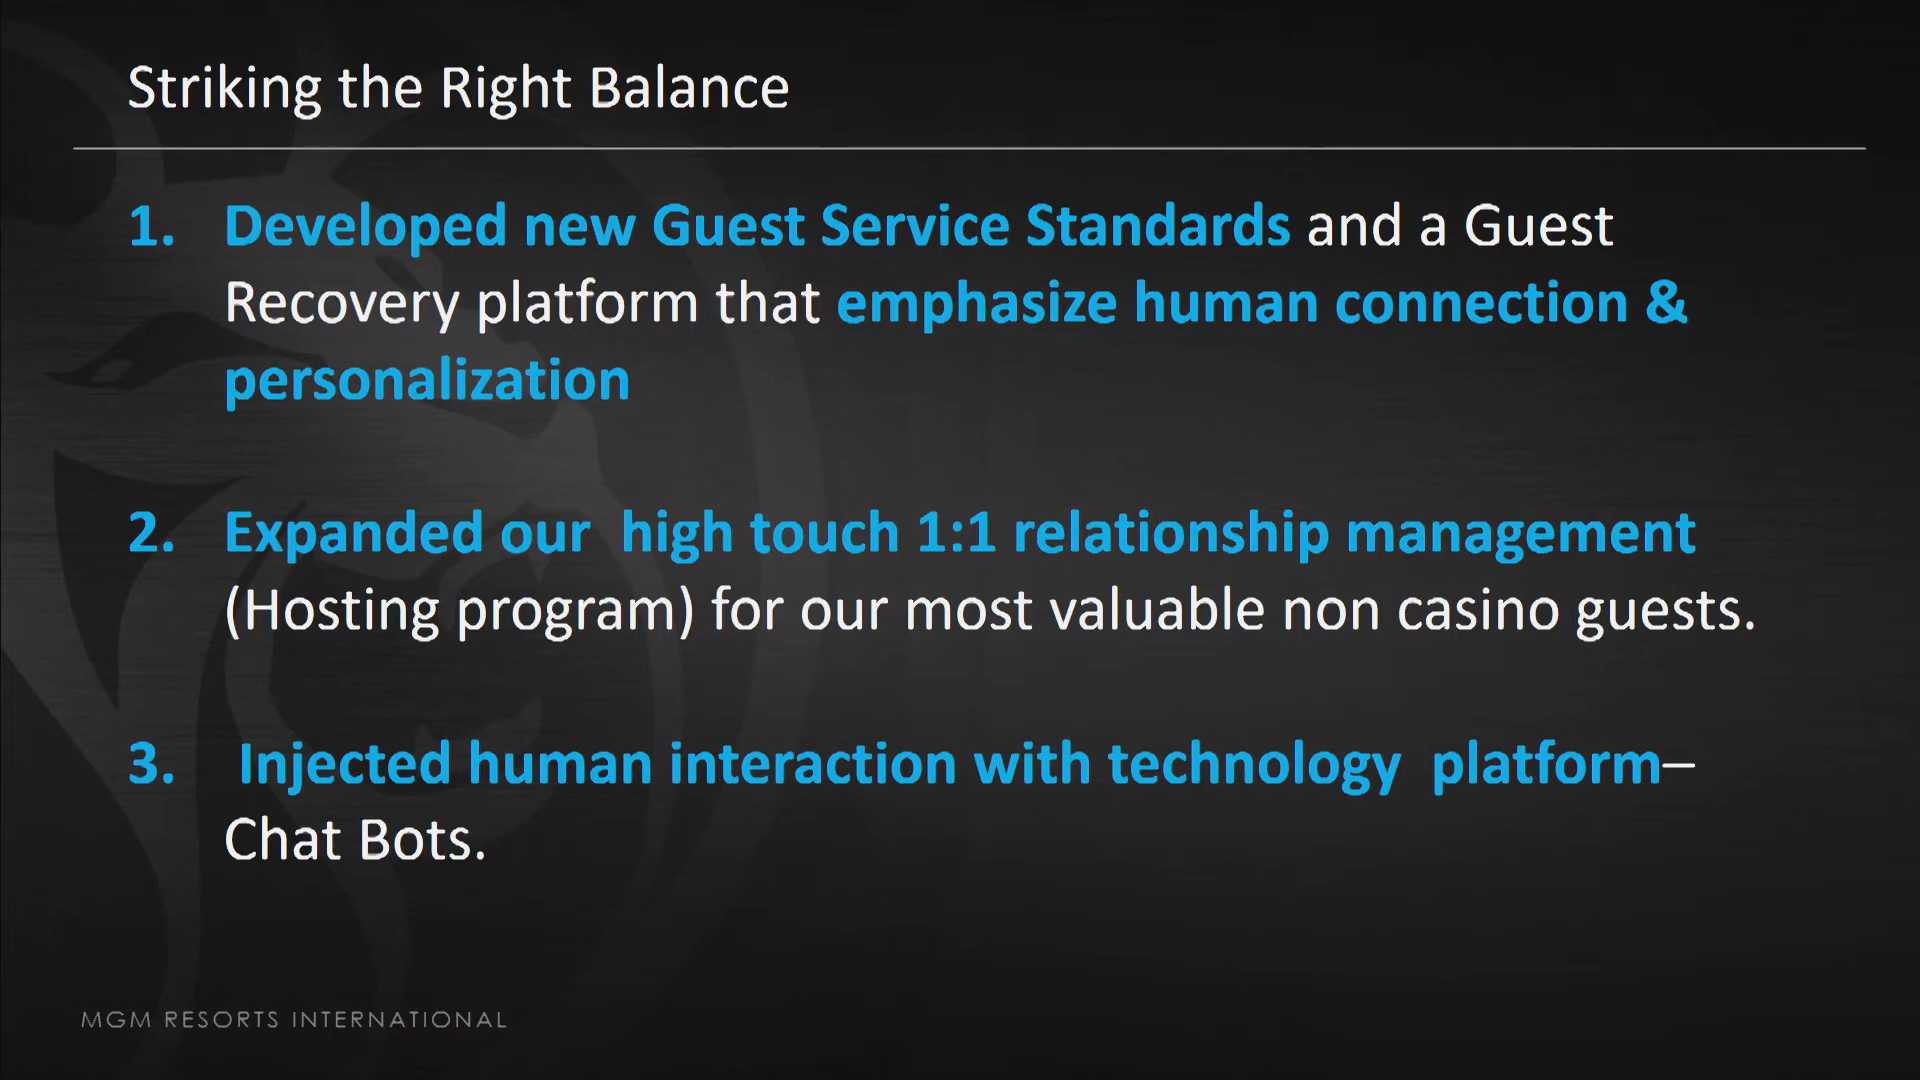 Striking the Right Balance
1. Developed new Guest Service Standards and a Guest
Recovery platform that emphasize human connection &
personalization
2. Expanded our  high touch 1:1 relationship management
(Hosting program) for our most valuable non casino guests.
3. Injected human interaction with technology  platform–
Chat Bots.
MGM RESORTS INTERNATIONAL